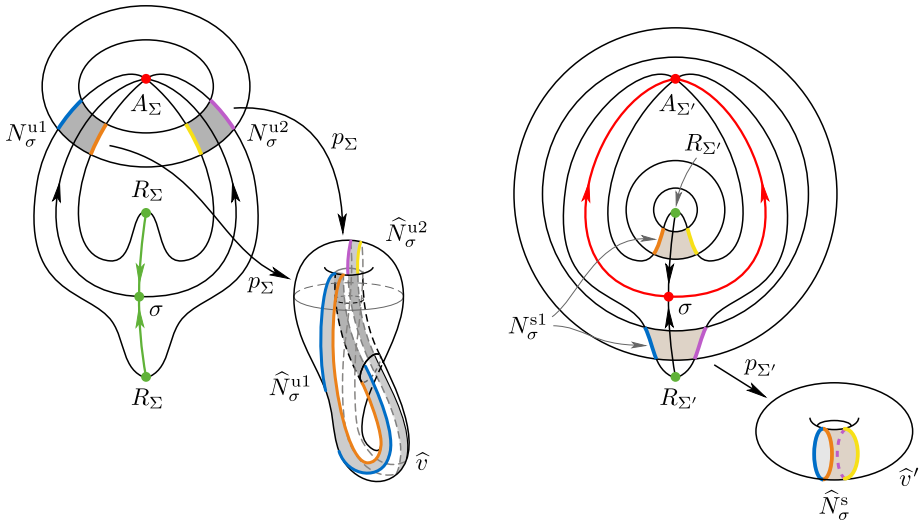 A_Σ
N_σ^u1
N_σ^u2
p_Σ
R_Σ
p_Σ
σ
R_Σ
N̂_σ^u2
N̂_σ^u1
v̂
A_Σ′
R_Σ′
σ
N_σ^s1
R_Σ′
p_Σ′
v̂′
N̂_σ^s